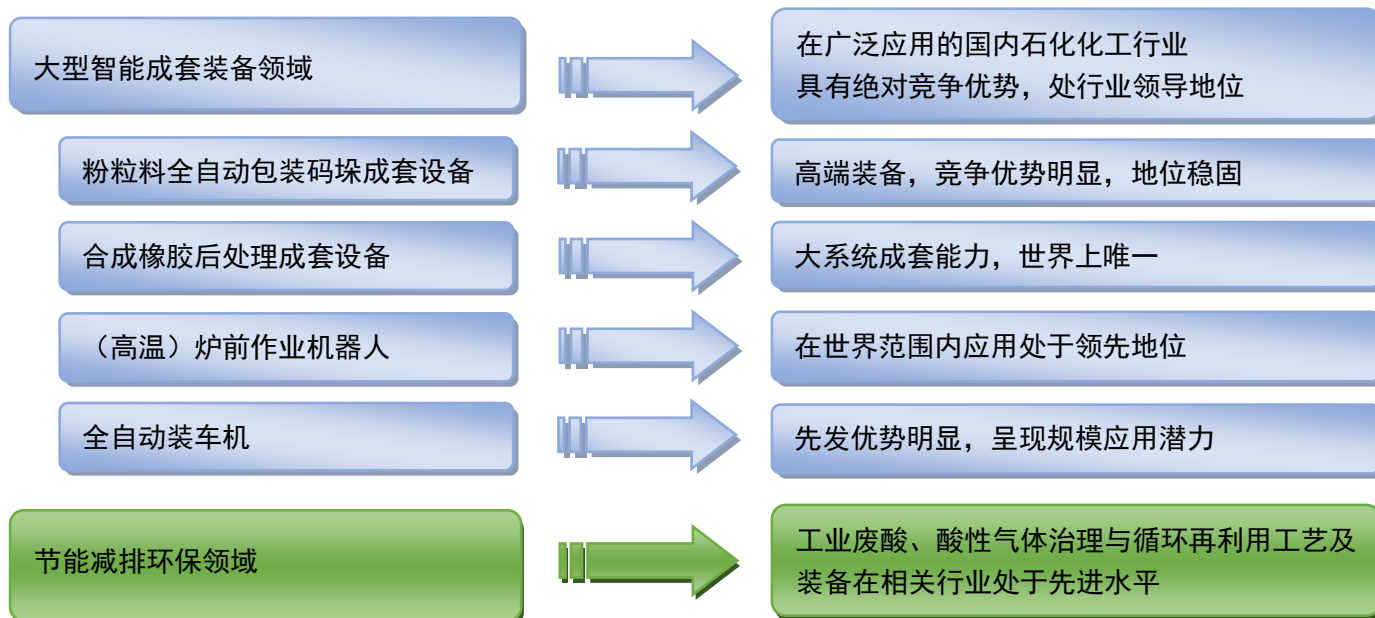 大型智能成套装备领域
在广泛应用的国内石化化工行业
具有绝对竞争优势，处行业领导地位
粉粒料全自动包装码垛成套设备
高端装备，竞争优势明显，地位稳固
合成橡胶后处理成套设备
大系统成套能力，世界上唯一
（高温）炉前作业机器人
在世界范围内应用处于领先地位
全自动装车机
先发优势明显，呈现规模应用潜力
节能减排环保领域
工业废酸、酸性气体治理与循环再利用工艺及
装备在相关行业处于先进水平